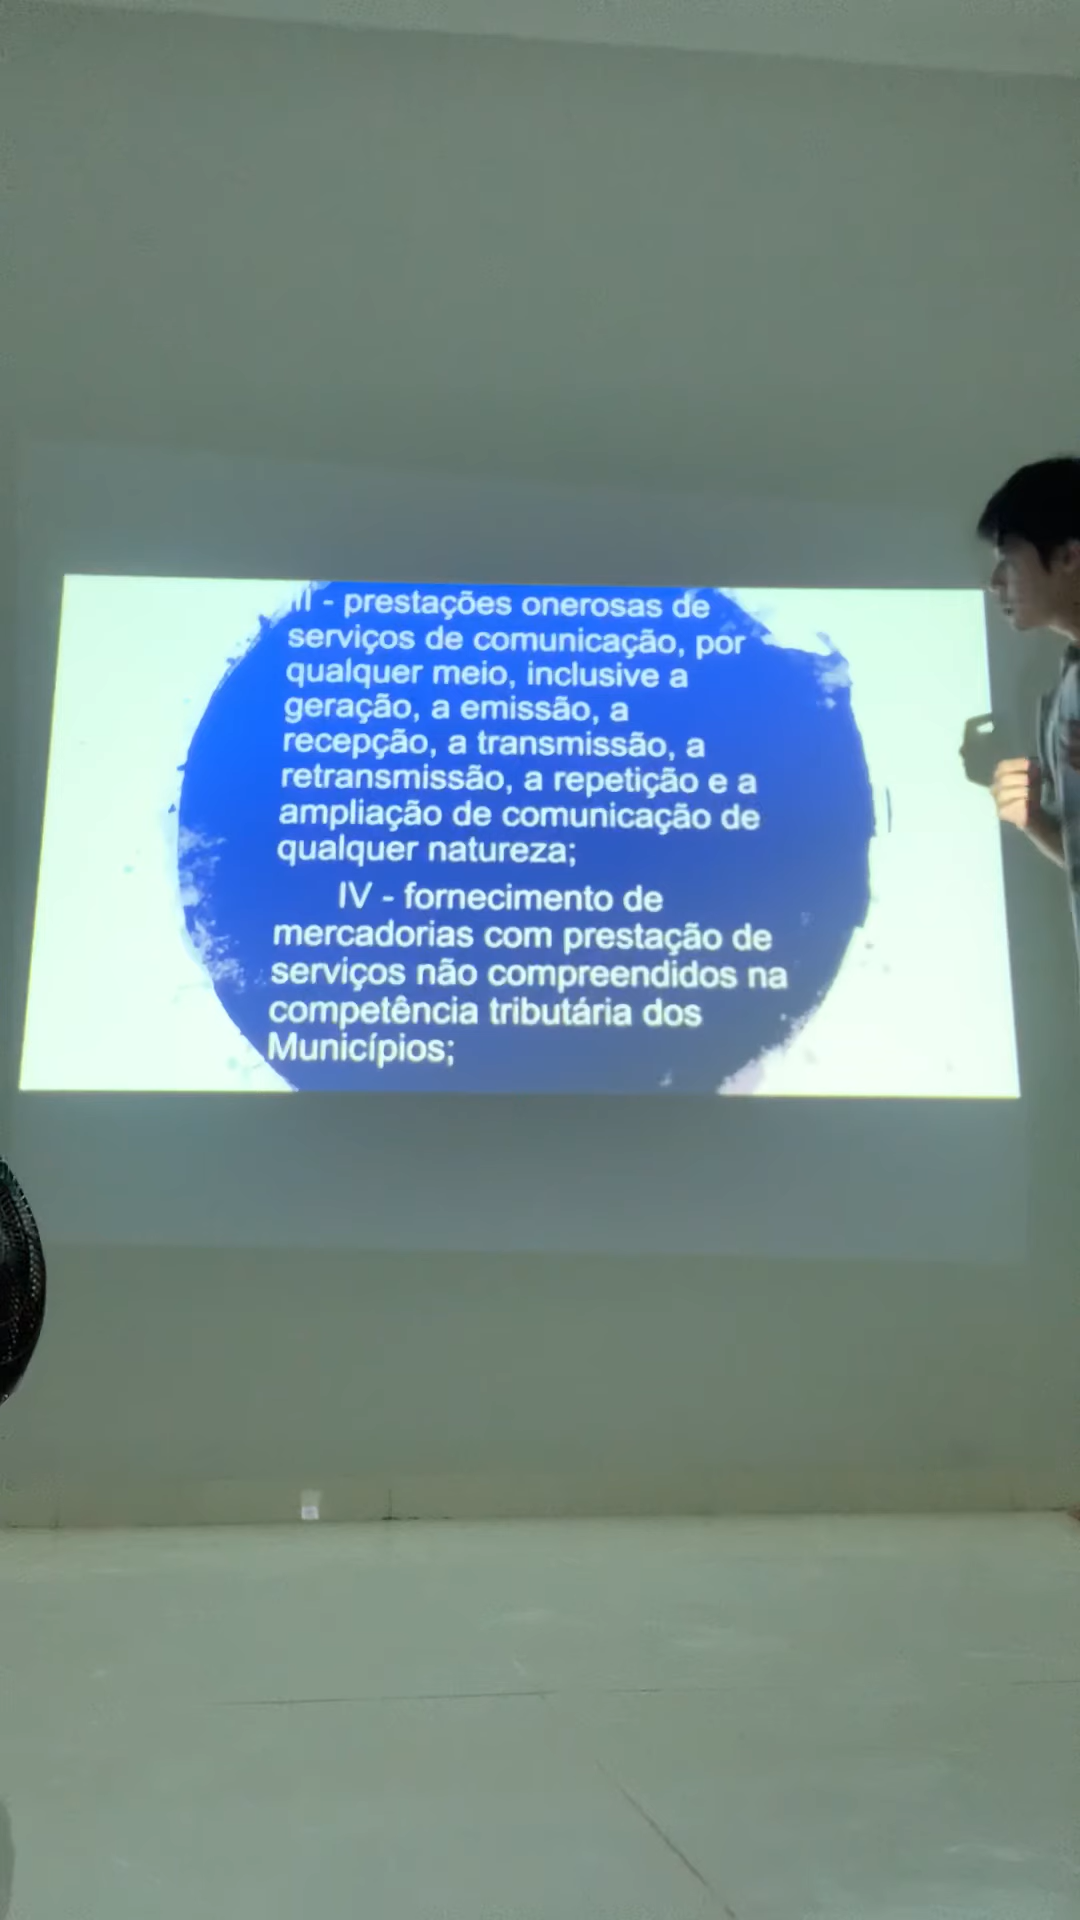 III - prestações onerosas de
serviços de comunicação, por
qualquer meio, inclusive a
geração, a emissão, a
recepção, a transmissão, a
retransmissão, a repetição e a
ampliação de comunicação de
qualquer natureza;
IV - fornecimento de
mercadorias com prestação de
serviços não compreendidos na
competência tributária dos
Municípios;